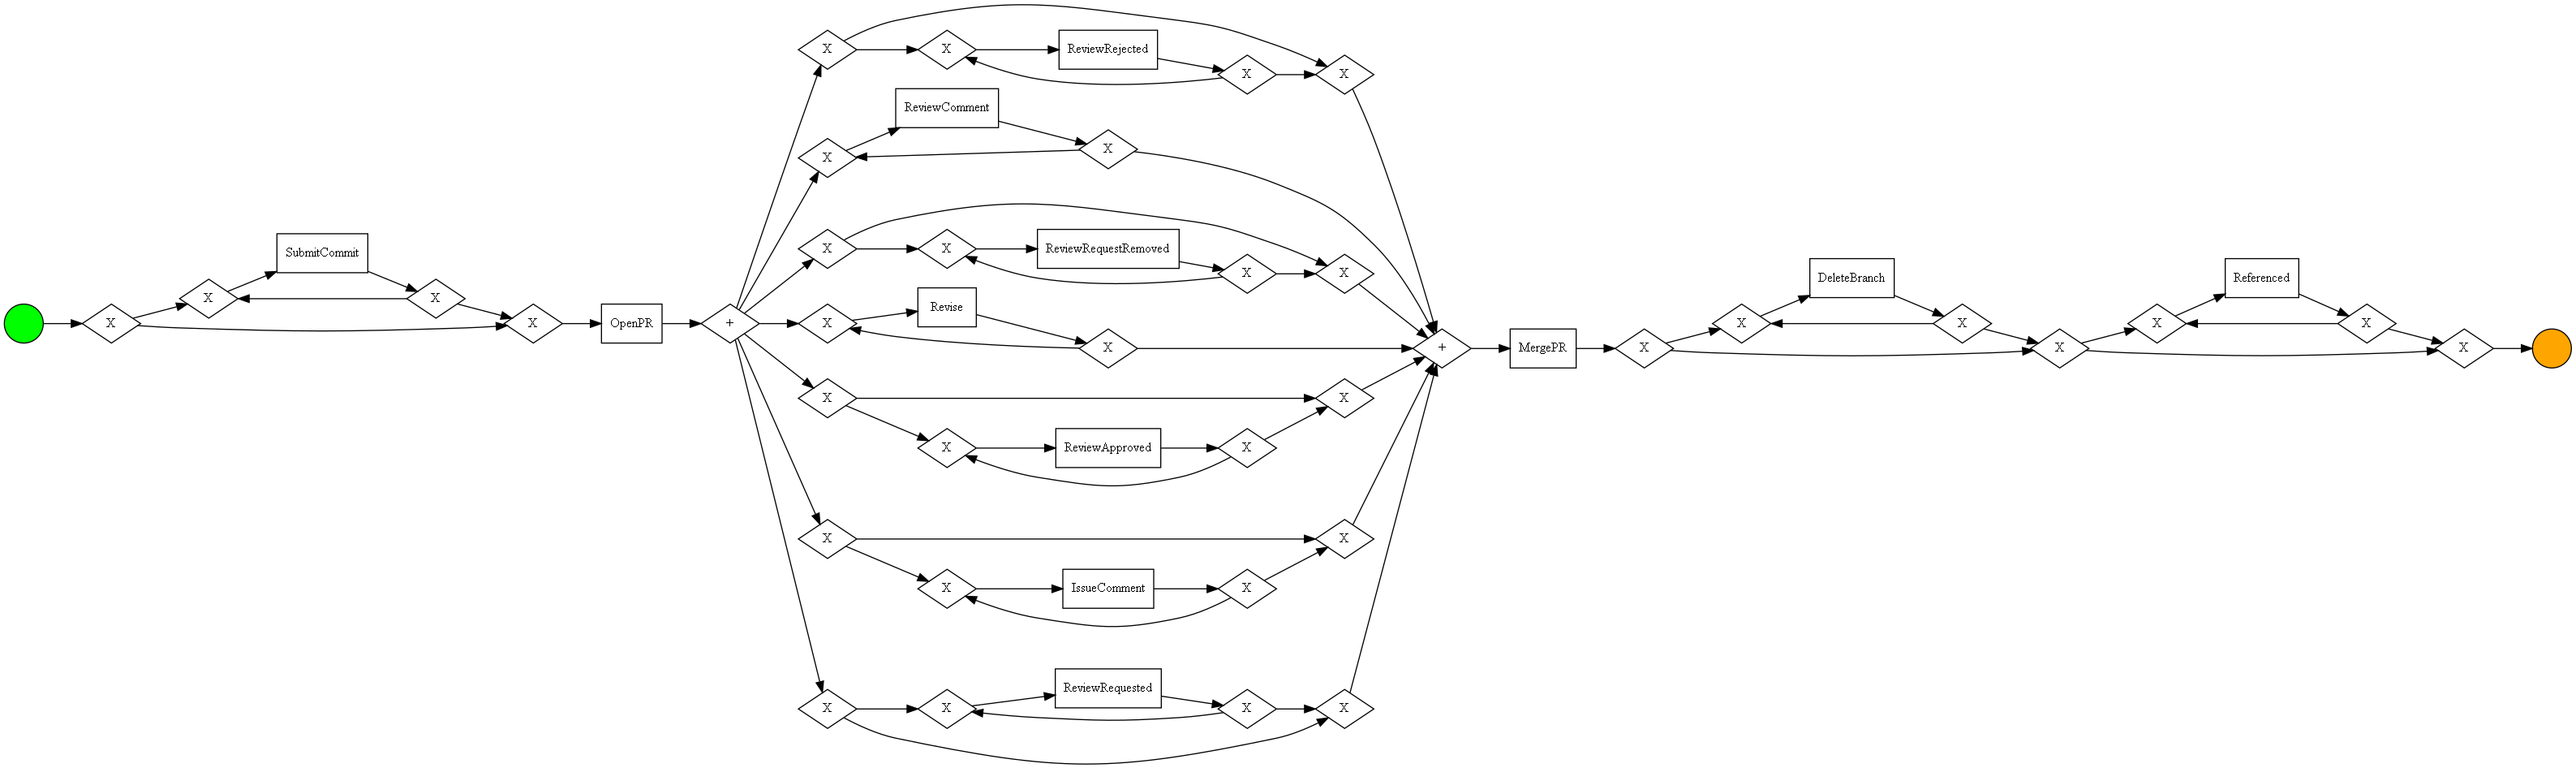 X
X
SubmitCommit
X
X
OpenPR
+
X
X
ReviewRejected
X
X
X
ReviewComment
X
X
X
ReviewRequestRemoved
X
X
X
Revise
X
X
X
ReviewApproved
X
X
X
X
IssueComment
X
X
X
X
ReviewRequested
X
X
+
MergePR
X
X
DeleteBranch
X
X
X
Referenced
X
X